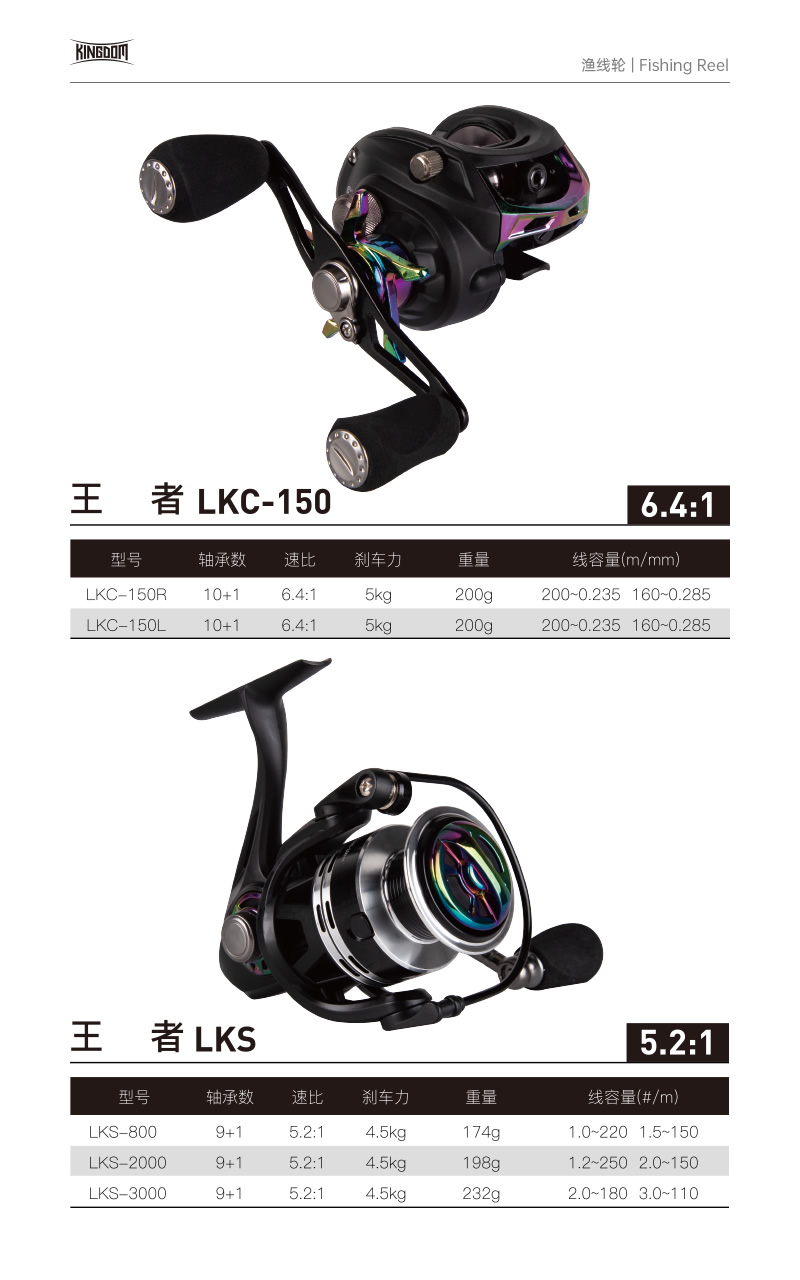 KINGDOM
渔线轮 | Fishing Reel
王 者 LKC-150
6.4:1
型号 轴承数 速比 刹车力 重量 线容量(m/mm)
LKC-150R 10+1 6.4:1 5kg 200g 200~0.235 160~0.285
LKC-150L 10+1 6.4:1 5kg 200g 200~0.235 160~0.285
王 者 LKS
5.2:1
型号 轴承数 速比 刹车力 重量 线容量(#/m)
LKS-800 9+1 5.2:1 4.5kg 174g 1.0~220 1.5~150
LKS-2000 9+1 5.2:1 4.5kg 198g 1.2~250 2.0~150
LKS-3000 9+1 5.2:1 4.5kg 232g 2.0~180 3.0~110